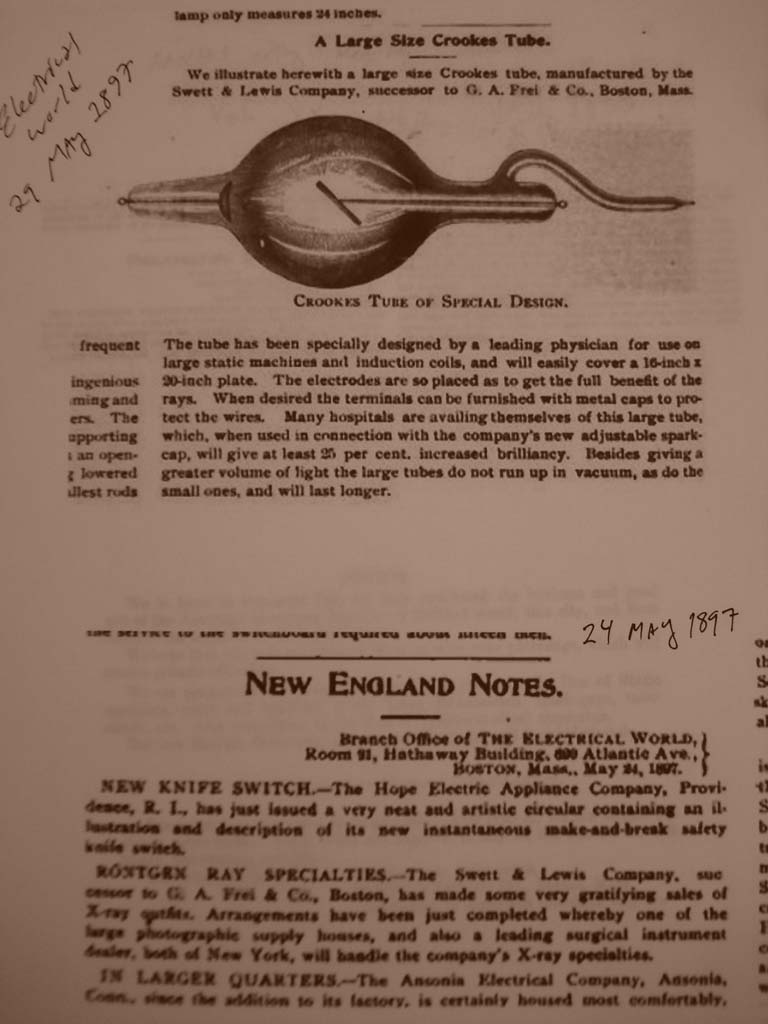 lamp only measures 24 inches.
A Large Size Crookes Tube.
Electrical
World
29 MAY 1897
We illustrate herewith a large size Crookes tube, manufactured by the
Swett & Lewis Company, successor to G. A. Frei & Co., Boston, Mass.
Crookes Tube of Special Design.
frequent
ingenious
ming and
ers. The
upporting
an open-
lowered
llest rods
The tube has been specially designed by a leading physician for use on
large static machines and induction coils, and will easily cover a 16-inch x
20-inch plate. The electrodes are so placed as to get the full benefit of the
rays. When desired the terminals can be furnished with metal caps to pro-
tect the wires. Many hospitals are availing themselves of this large tube,
which, when used in connection with the company's new adjustable spark-
cap, will give at least 25 per cent. increased brilliancy. Besides giving a
greater volume of light the large tubes do not run up in vacuum, as do the
small ones, and will last longer.
24 MAY 1897
the service to the switchboard required about fifteen men.
New England Notes.
Branch Office of The Electrical World,
Room 91, Hathaway Building, 620 Atlantic Ave.,
Boston, Mass., May 24, 1897.
NEW KNIFE SWITCH.—The Hope Electric Appliance Company, Provi-
dence, R. I., has just issued a very neat and artistic circular containing an il-
lustration and description of its new instantaneous make-and-break safety
knife switch.
RÖNTGEN RAY SPECIALTIES.—The Swett & Lewis Company, suc
cessor to G. A. Frei & Co., Boston, has made some very gratifying sales of
X-ray outfits. Arrangements have been just completed whereby one of the
large photographic supply houses, and also a leading surgical instrument
dealer, both of New York, will handle the company's X-ray specialties.
IN LARGER QUARTERS.—The Ansonia Electrical Company, Ansonia,
Conn., since the addition to its factory, is certainly housed most comfortably,